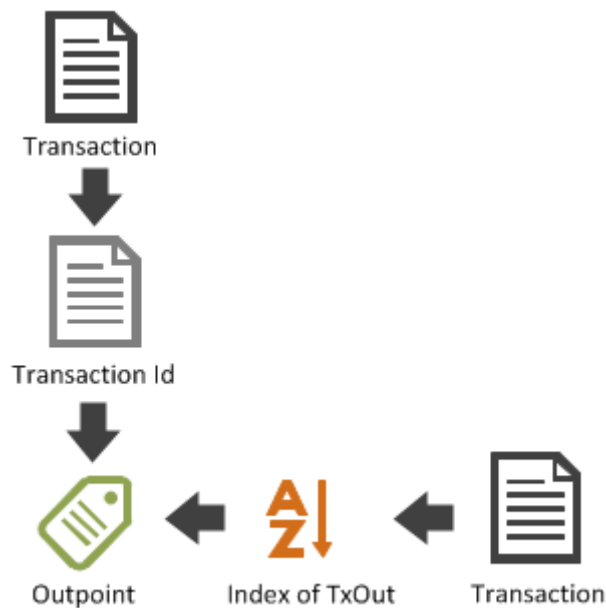 Transaction
Transaction Id
A
Z
Outpoint
Index of TxOut
Transaction